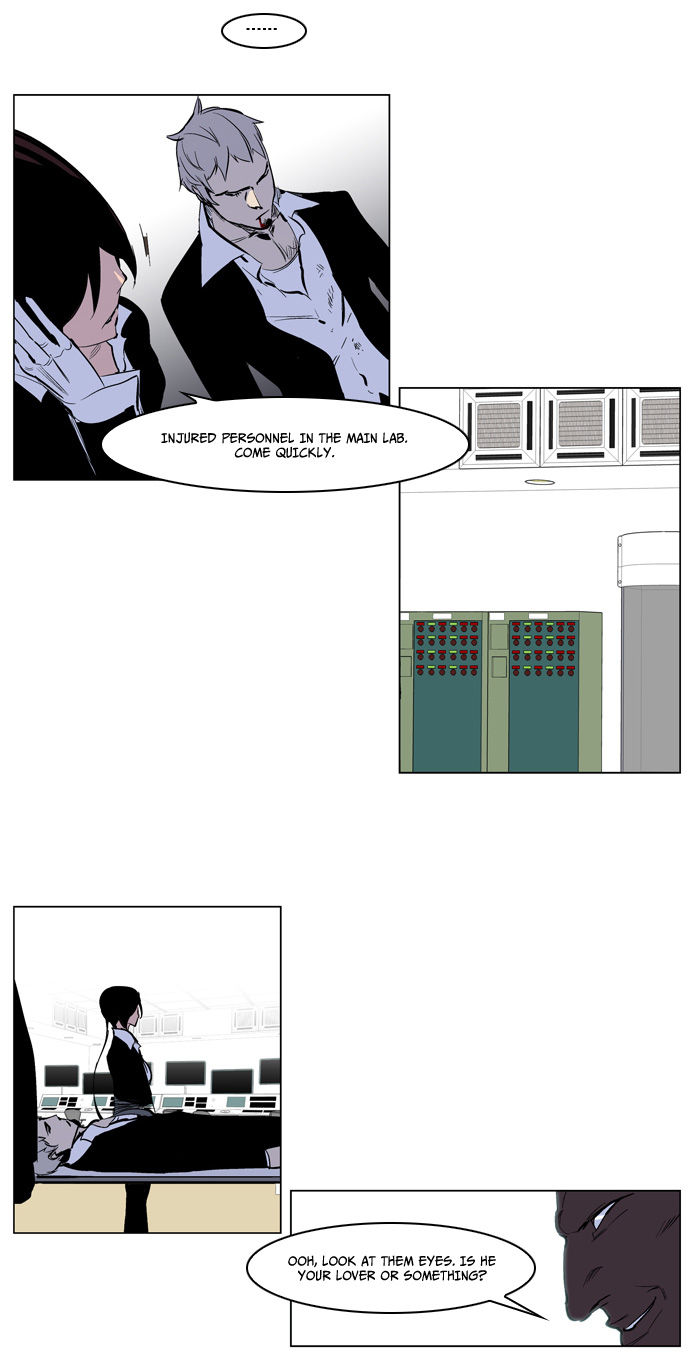 ......
INJURED PERSONNEL IN THE MAIN LAB.
COME QUICKLY.
OOH, LOOK AT THEM EYES. IS HE
YOUR LOVER OR SOMETHING?